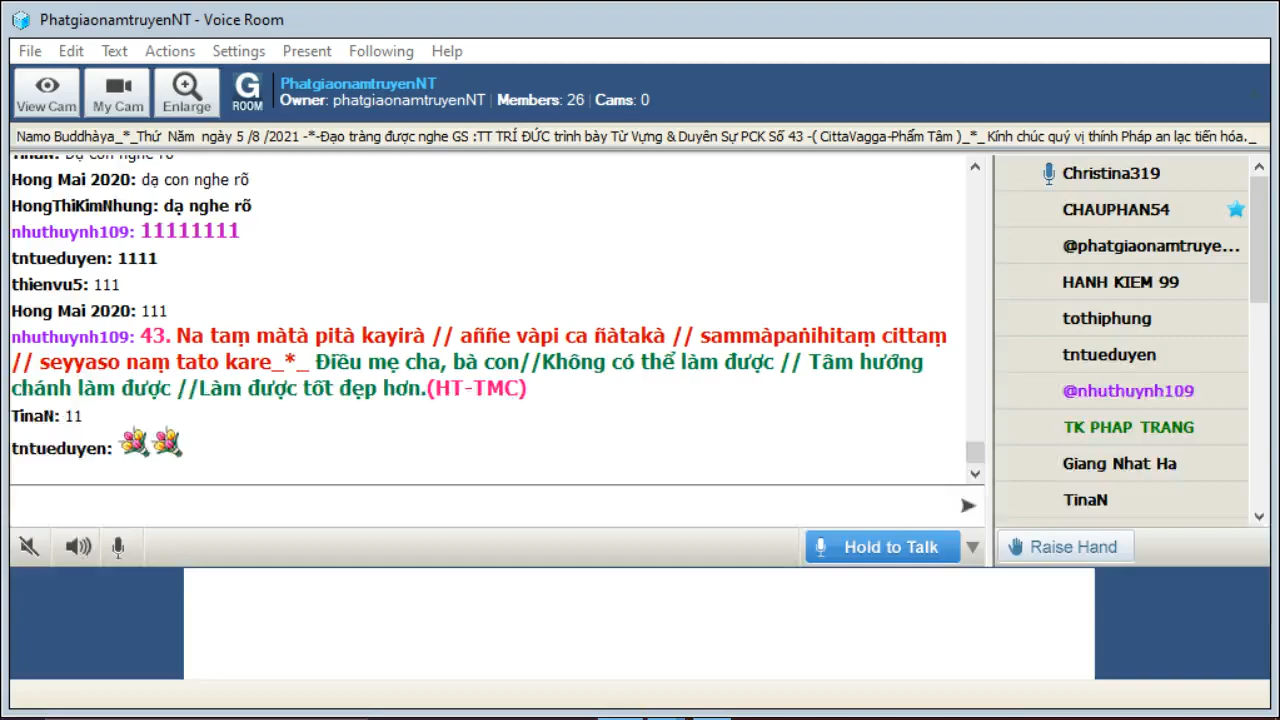 PhatgiaonamtruyenNT - Voice Room
File Edit Text Actions Settings Present Following Help
View Cam My Cam Enlarge G ROOM
PhatgiaonamtruyenNT
Owner: phatgiaonamtruyenNT | Members: 26 | Cams: 0
Namo Buddhàya_*_Thứ Năm ngày 5 /8 /2021 -*-Đạo tràng được nghe GS :TT TRÍ ĐỨC trình bày Từ Vựng & Duyên Sự PCK Số 43 -( CittaVagga-Phẩm Tâm )_*_ Kính chúc quý vị thính Pháp an lạc tiến hóa._
TinaN: Dạ con nghe rõ
Hong Mai 2020: dạ con nghe rõ
HongThiKimNhung: dạ nghe rõ
nhuthuynh109: 11111111
tntueduyen: 1111
thienvu5: 111
Hong Mai 2020: 111
nhuthuynh109: 43. Na taṃ màtà pità kayirà // aññe vàpi ca ñàtakà // sammàpaṅihitaṃ cittaṃ
// seyyaso naṃ tato kare_*_ Điều mẹ cha, bà con//Không có thể làm được // Tâm hướng
chánh làm được //Làm được tốt đẹp hơn.(HT-TMC)
TinaN: 11
tntueduyen:
Christina319
CHAUPHAN54
@phatgiaonamtruye...
HANH KIEM 99
tothiphung
tntueduyen
@nhuthuynh109
TK PHAP TRANG
Giang Nhat Ha
TinaN
Hold to Talk
Raise Hand